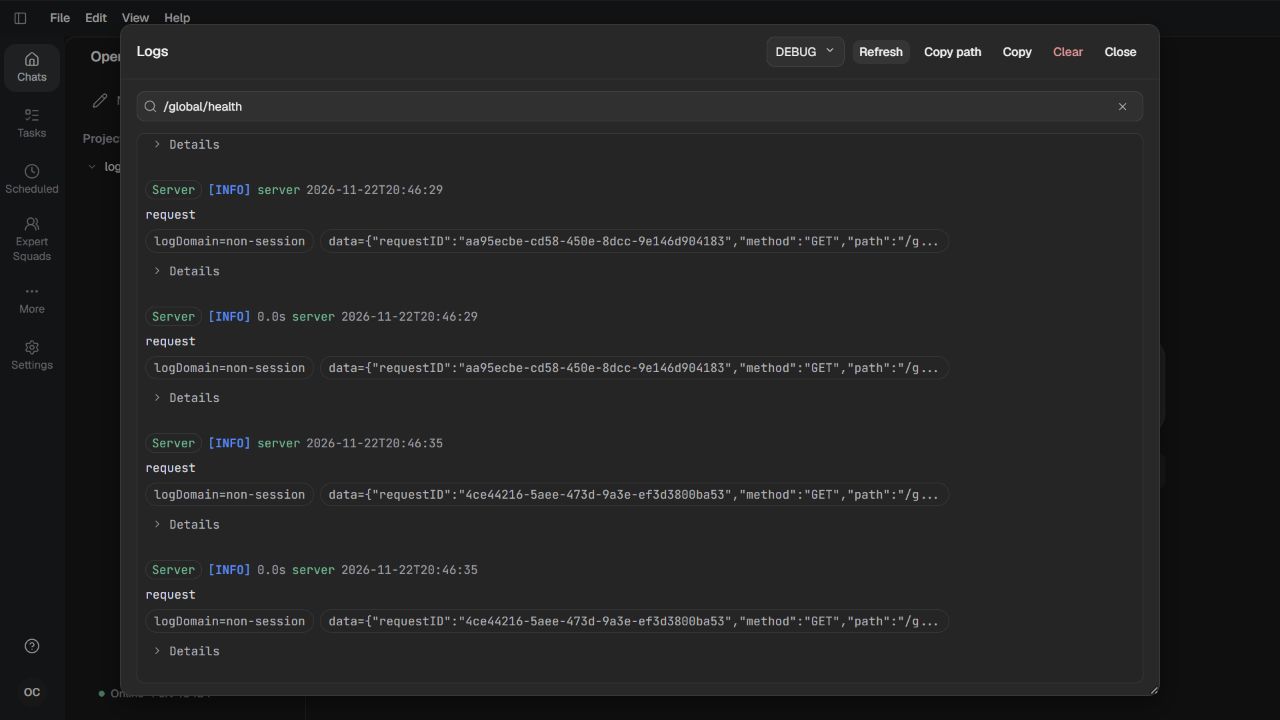 File Edit View Help
Logs
DEBUG Refresh Copy path Copy Clear Close
Chats
Tasks
Scheduled
Expert
Squads
More
Settings
OC
/global/health
Details
Server [INFO] server 2026-11-22T20:46:29
request
logDomain=non-session data={"requestID":"aa95ecbe-cd58-450e-8dcc-9e146d904183","method":"GET","path":"/g...
Details
Server [INFO] 0.0s server 2026-11-22T20:46:29
request
logDomain=non-session data={"requestID":"aa95ecbe-cd58-450e-8dcc-9e146d904183","method":"GET","path":"/g...
Details
Server [INFO] server 2026-11-22T20:46:35
request
logDomain=non-session data={"requestID":"4ce44216-5aee-473d-9a3e-ef3d3800ba53","method":"GET","path":"/g...
Details
Server [INFO] 0.0s server 2026-11-22T20:46:35
request
logDomain=non-session data={"requestID":"4ce44216-5aee-473d-9a3e-ef3d3800ba53","method":"GET","path":"/g...
Details